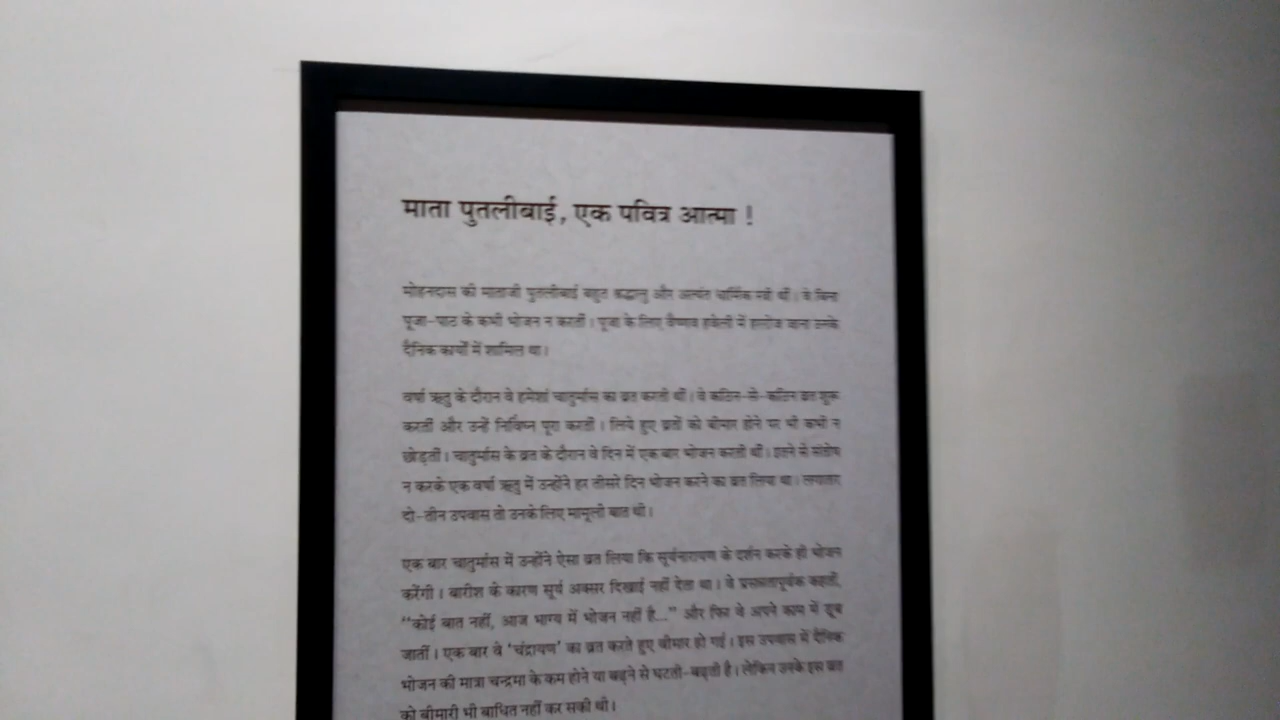 माता पुतलीबाई, एक पवित्र आत्मा !
मोहनदास की माताजी पुतलीबाई बहुत श्रद्धालु और अत्यंत धार्मिक स्त्री थीं। वे बिना
पूजा-पाठ के कभी भोजन न करतीं। पूजा के लिए वैष्णव हवेली में हररोज जाना उनके
दैनिक कार्यों में शामिल था।
वर्षा ऋतु के दौरान वे हमेशां चातुर्मास का व्रत करती थीं। वे कठिन-से-कठिन व्रत शुरू
करतीं और उन्हें निर्विघ्न पूरा करतीं। लिये हुए व्रतों को बीमार होने पर भी कभी न
छोड़तीं। चातुर्मास के व्रत के दौरान वे दिन में एक बार भोजन करती थीं। इतने से संतोष
न करके एक वर्षा ऋतु में उन्होंने हर तीसरे दिन भोजन करने का व्रत लिया था। लगातार
दो-तीन उपवास तो उनके लिए मामूली बात थी।
एक बार चातुर्मास में उन्होंने ऐसा व्रत लिया कि सूर्यनारायण के दर्शन करके ही भोजन
करेंगी। बारीश के कारण सूर्य अक्सर दिखाई नहीं देता था। वे प्रसन्नतापूर्वक कहतीं,
“कोई बात नहीं, आज भाग्य में भोजन नहीं है...” और फिर वे अपने काम में डूब
जातीं। एक बार वे ‘चंद्रायण’ का व्रत करते हुए बीमार हो गई। इस उपवास में दैनिक
भोजन की मात्रा चन्द्रमा के कम होने या बढ़ने से घटती-बढ़ती है। लेकिन उनके इस व्रत
को बीमारी भी बाधित नहीं कर सकी थी।